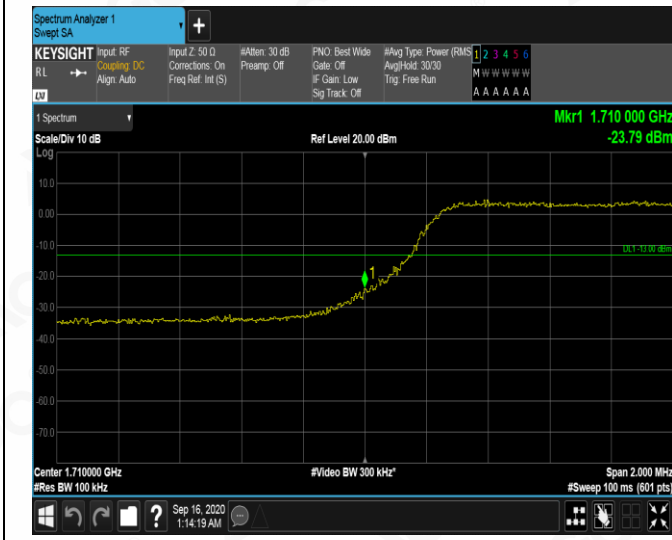 Spectrum Analyzer 1
Swept SA
+
KEYSIGHT Input: RF Input Z: 50 Ω #Atten: 30 dB PNO: Best Wide #Avg Type: Power (RMS 1 2 3 4 5 6
RL Coupling: DC Corrections: On Preamp: Off Gate: Off Avg|Hold: 30/30 M W W W W W
Align: Auto Freq Ref: Int (S) IF Gain: Low Trig: Free Run
LXI Sig Track: Off A A A A A A
1 Spectrum Mkr1 1.710 000 GHz
Scale/Div 10 dB Ref Level 20.00 dBm -23.79 dBm
Log
10.0
0.00
-10.0
DL1 -13.00 dBm
1
-20.0
-30.0
-40.0
-50.0
-60.0
-70.0
Center 1.710000 GHz #Video BW 300 kHz* Span 2.000 MHz
#Res BW 100 kHz #Sweep 100 ms (601 pts)
? Sep 16, 2020
1:14:19 AM